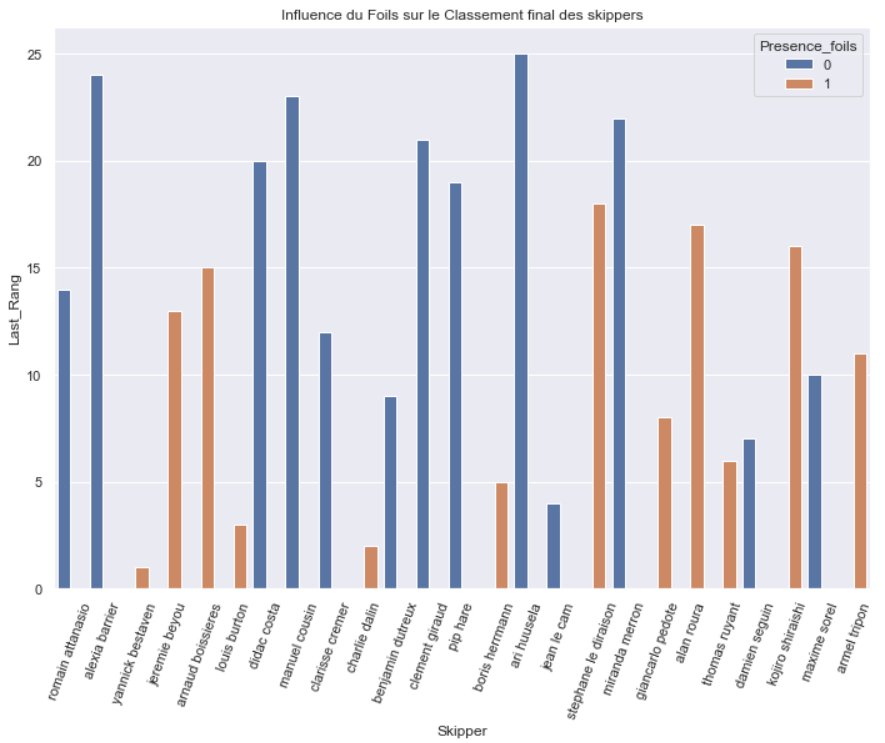 Influence du Foils sur le Classement final des skippers
Presence_foils
0
1
25
20
15
10
5
0
Last_Rang
romain attanasio
alexia barrier
yannick bestaven
jeremie beyou
arnaud boissieres
louis burton
didac costa
manuel cousin
clarisse cremer
charlie dalin
benjamin dutreux
clement giraud
pip hare
boris herrmann
ari huusela
jean le cam
stephane le diraison
miranda merron
giancarlo pedote
alan roura
thomas ruyant
damien seguin
kojiro shiraishi
maxime sorel
armel tripon
Skipper